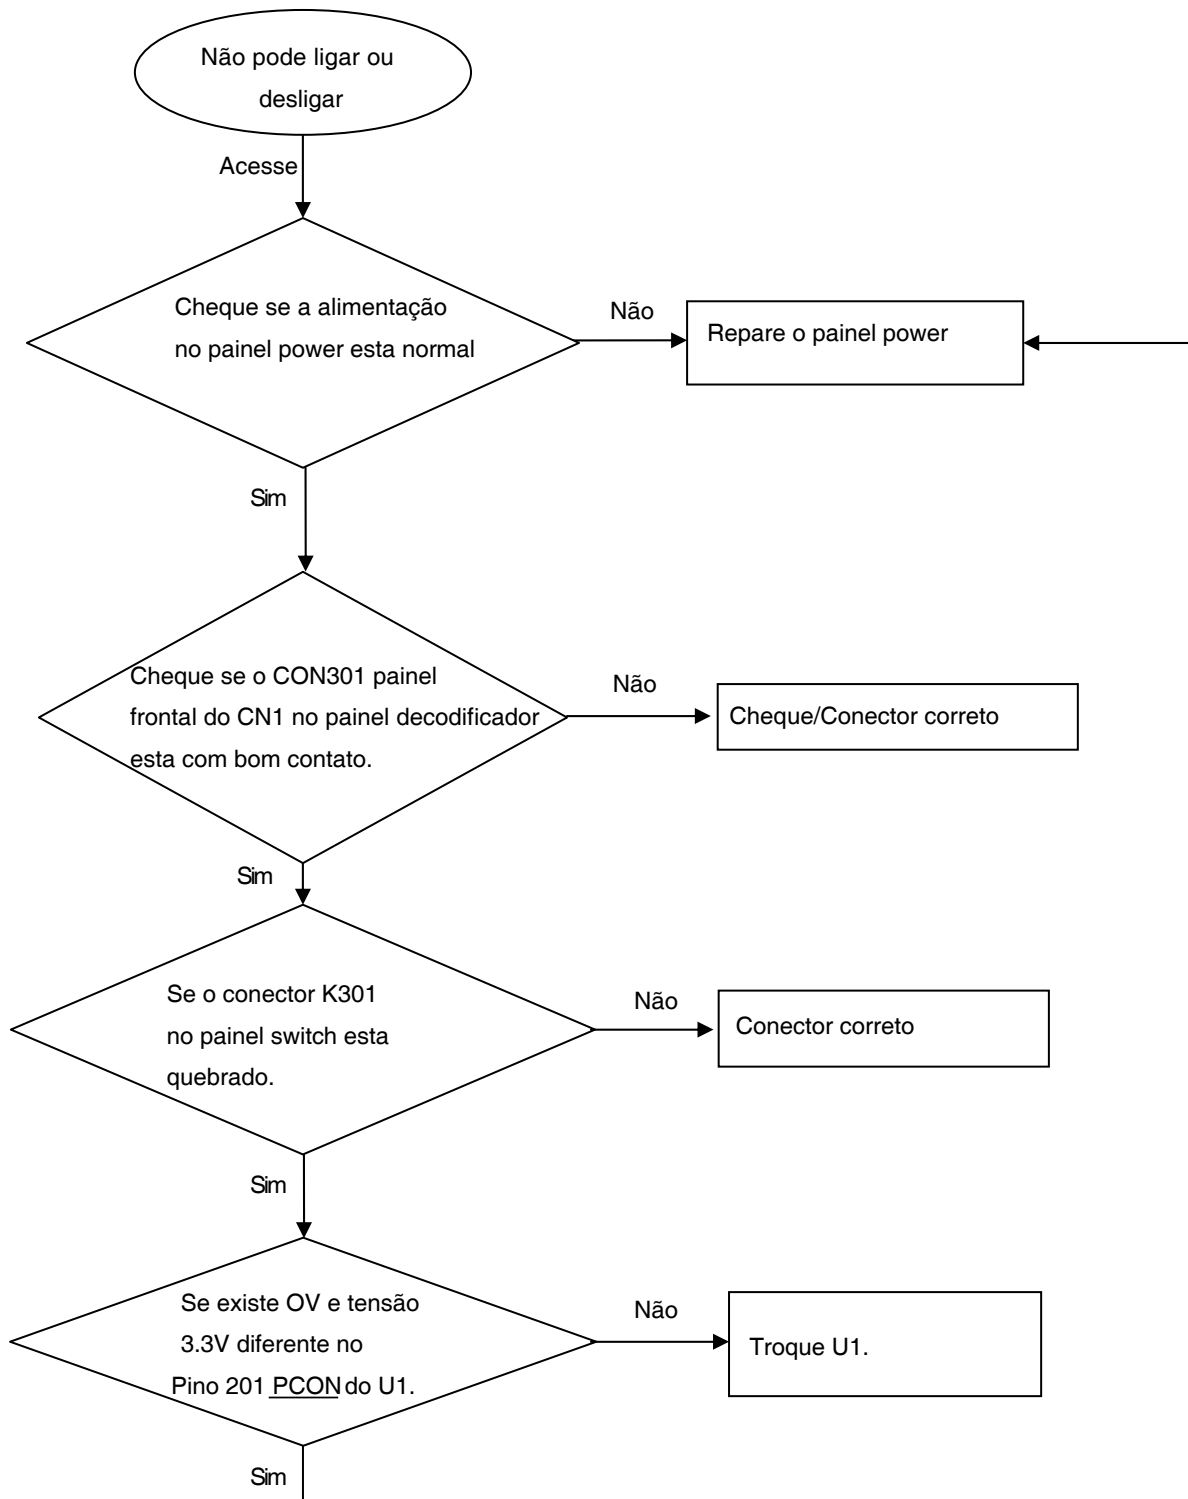 Não pode ligar ou
desligar
Acesse
Cheque se a alimentação
no painel power esta normal
Não
Repare o painel power
Sim
Cheque se o CON301 painel
frontal do CN1 no painel decodificador
esta com bom contato.
Não
Cheque/Conector correto
Sim
Se o conector K301
no painel switch esta
quebrado.
Não
Conector correto
Sim
Se existe OV e tensão
3.3V diferente no
Pino 201 PCON do U1.
Não
Troque U1.
Sim